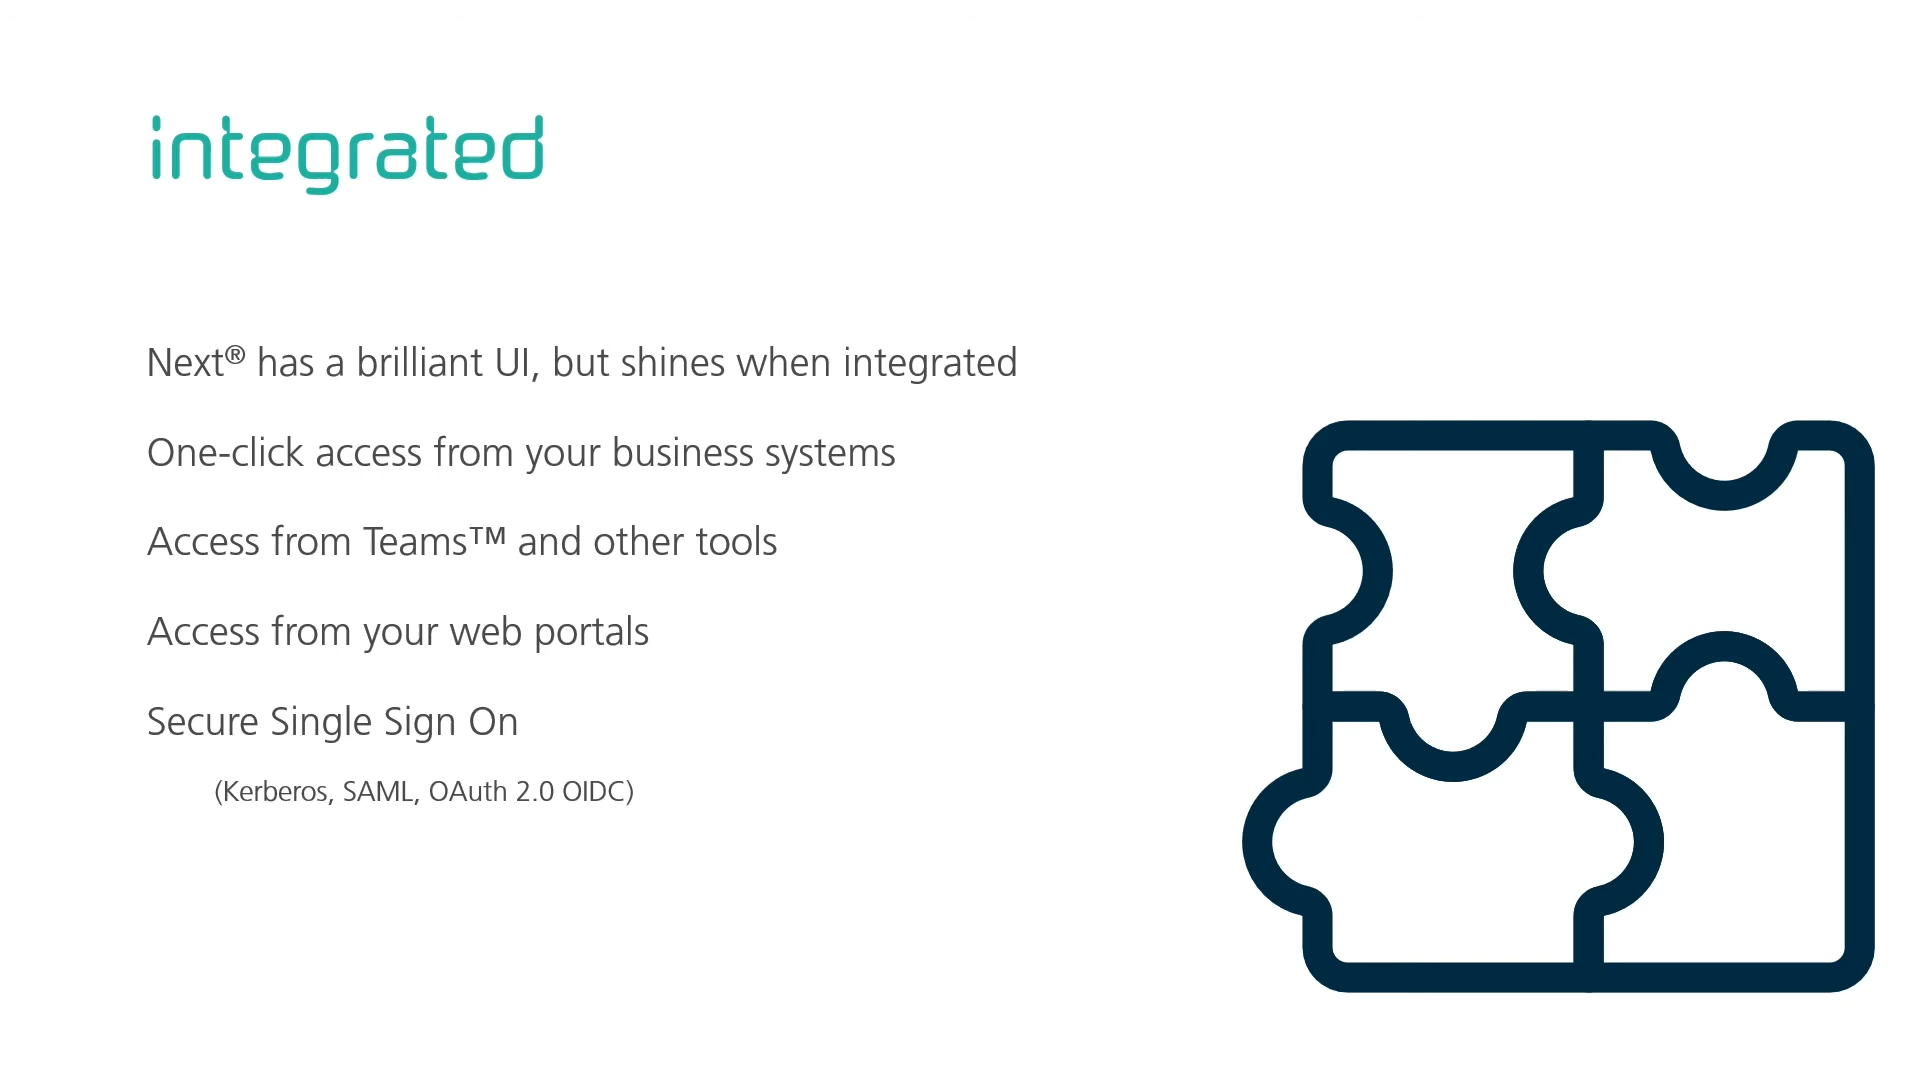 integrated
Next® has a brilliant UI, but shines when integrated
One-click access from your business systems
Access from Teams™ and other tools
Access from your web portals
Secure Single Sign On
(Kerberos, SAML, OAuth 2.0 OIDC)